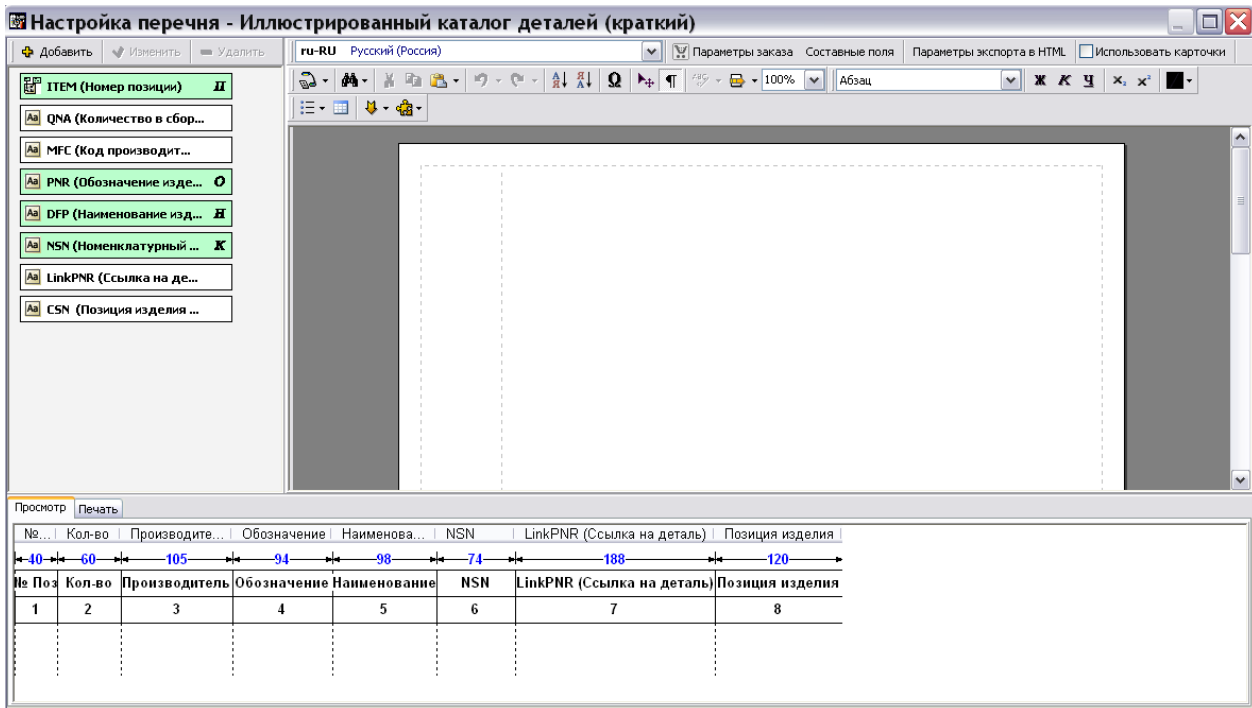 Настройка перечня - Иллюстрированный каталог деталей (краткий)
Добавить Изменить Удалить ru-RU Русский (Россия) Параметры заказа Составные поля Параметры экспорта в HTML Использовать карточки
100% Абзац Ж К Ч x₂ x²
ITEM (Номер позиции) П
QNA (Количество в сбор...
MFC (Код производит...
PNR (Обозначение изде... О
DFP (Наименование изд... Н
NSN (Номенклатурный ... К
LinkPNR (Ссылка на де...
CSN (Позиция изделия ...
Просмотр Печать
№... Кол-во Производите... Обозначение Наименова... NSN LinkPNR (Ссылка на деталь) Позиция изделия
40 60 105 94 98 74 188 120
№ Поз Кол-во Производитель Обозначение Наименование NSN LinkPNR (Ссылка на деталь) Позиция изделия
1 2 3 4 5 6 7 8